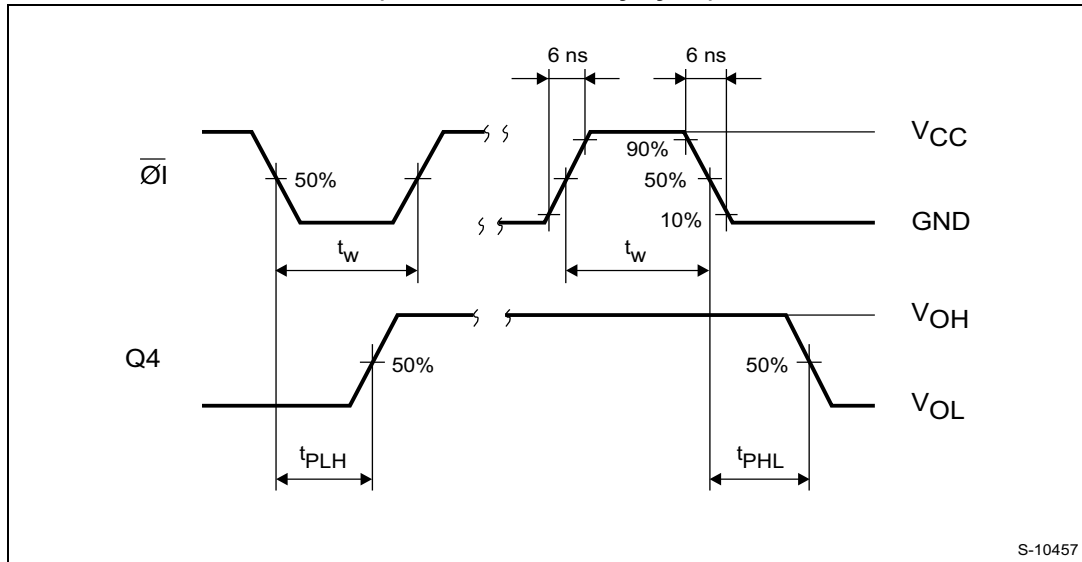 6 ns 6 ns
V_CC
90%
ØI 50% 50%
10% GND
t_w t_w
V_OH
Q4 50% 50%
V_OL
t_PLH t_PHL
S-10457